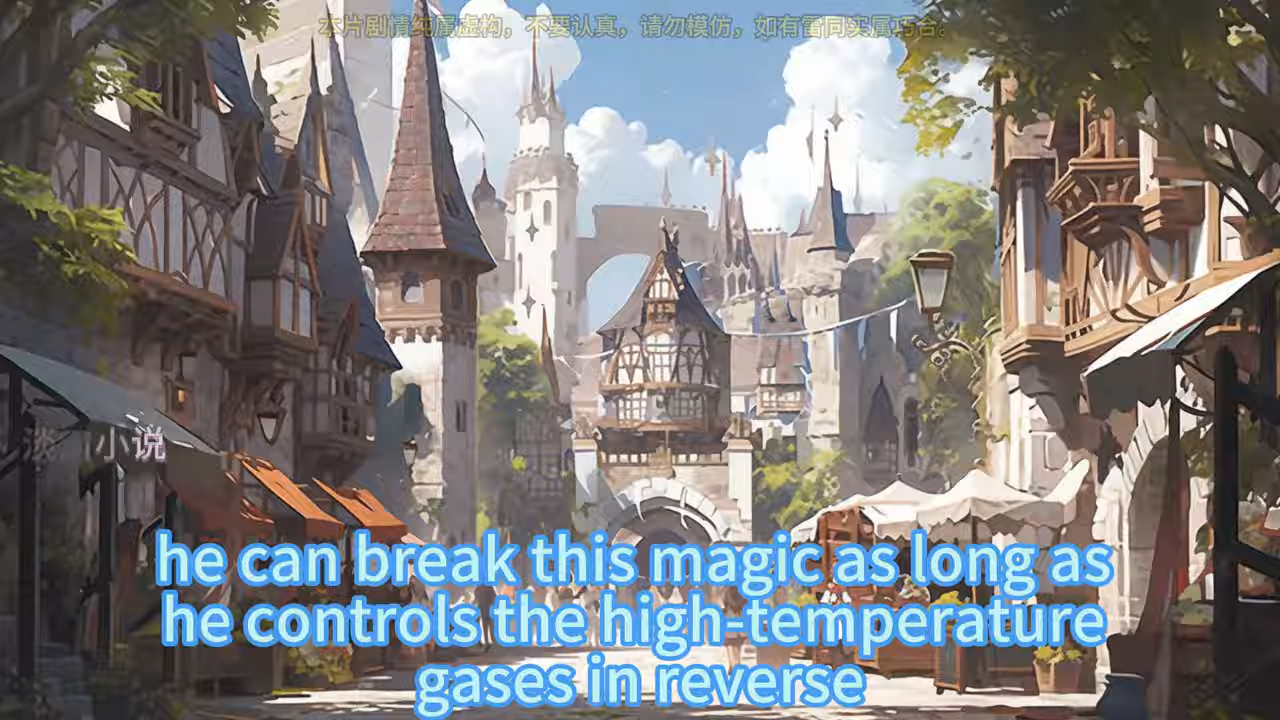 本片剧情纯属虚构，不要认真，请勿模仿，如有雷同实属巧合。
小说
he can break this magic as long as
he controls the high-temperature
gases in reverse